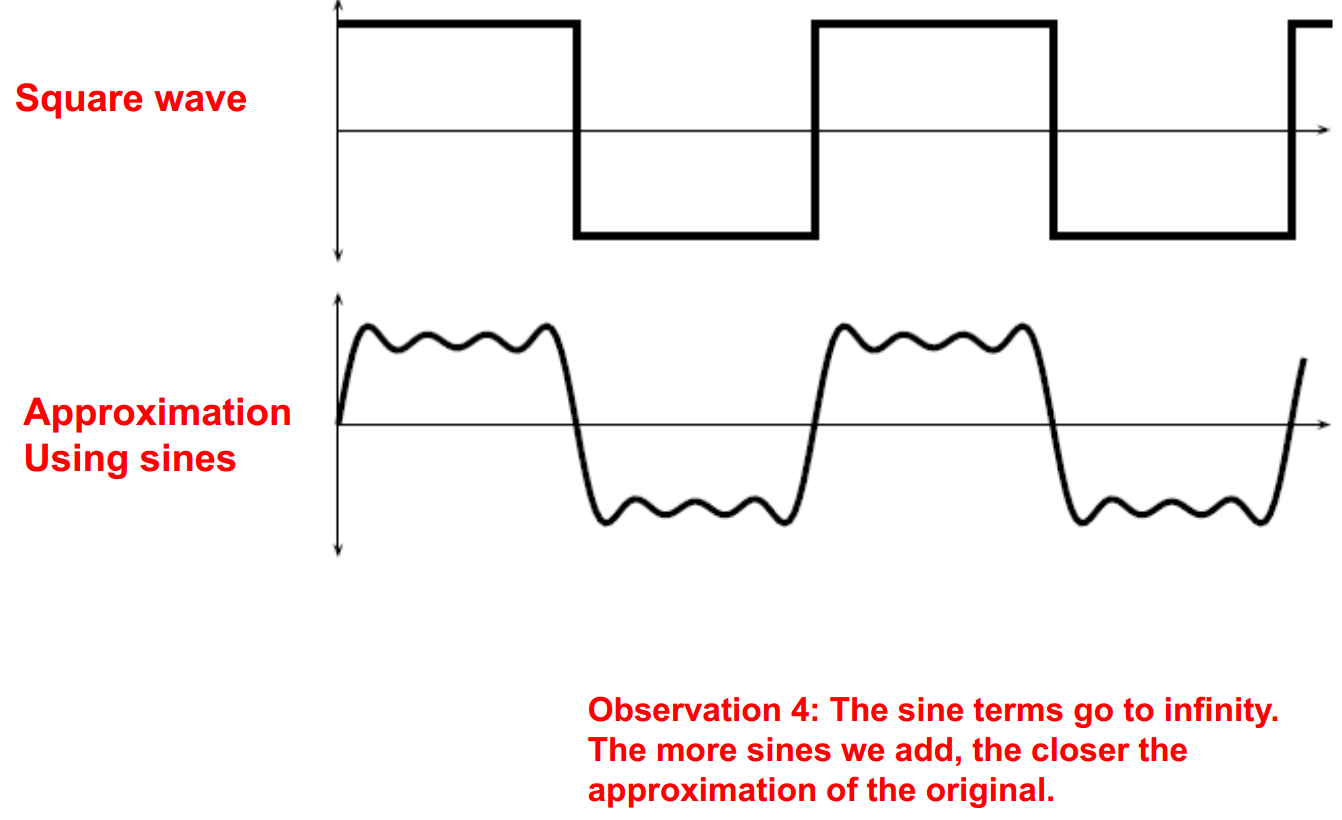 Square wave
Approximation
Using sines
Observation 4: The sine terms go to infinity.
The more sines we add, the closer the
approximation of the original.